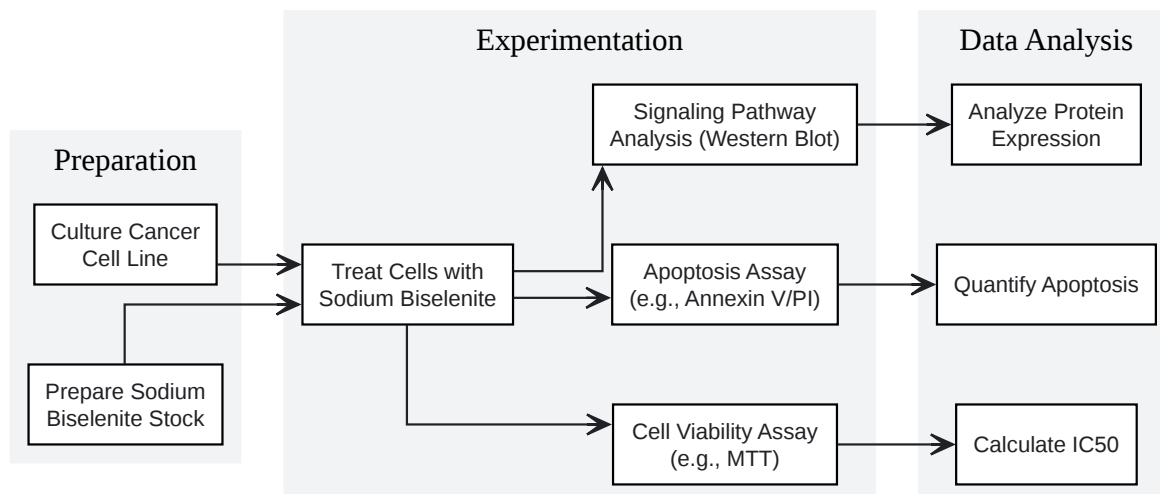 Preparation
Culture Cancer
Cell Line
Prepare Sodium
Biselenite Stock
Experimentation
Treat Cells with
Sodium Biselenite
Signaling Pathway
Analysis (Western Blot)
Apoptosis Assay
(e.g., Annexin V/PI)
Cell Viability Assay
(e.g., MTT)
Data Analysis
Analyze Protein
Expression
Quantify Apoptosis
Calculate IC50